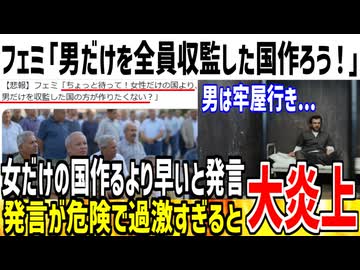 フェミ「男だけを全員収監した国作ろう！」
【悲報】フェミ「ちょっと待って！女性だけの国より、
男だけを収監した国の方が作りたくない？」
男は牢屋行き...
女だけの国作るより早いと発言
発言が危険で過激すぎると大炎上